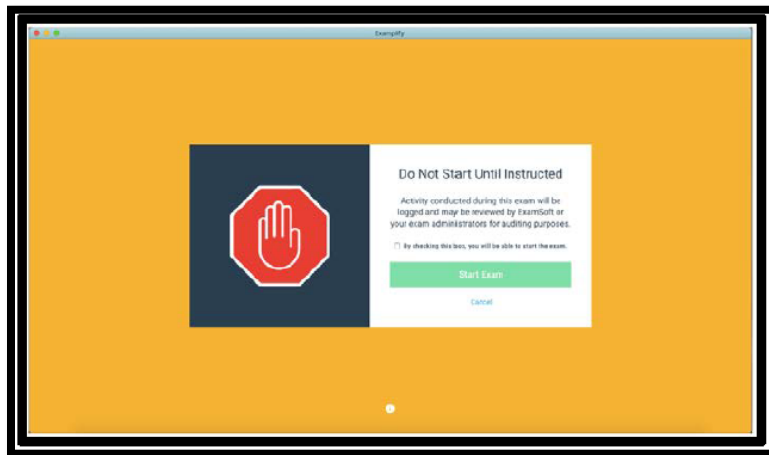 Examplify
Do Not Start Until Instructed
Activity conducted during this exam will be
logged and may be reviewed by ExamSoft or
your exam administrators for auditing purposes.
By checking this box, you will be able to start the exam.
Start Exam
Cancel